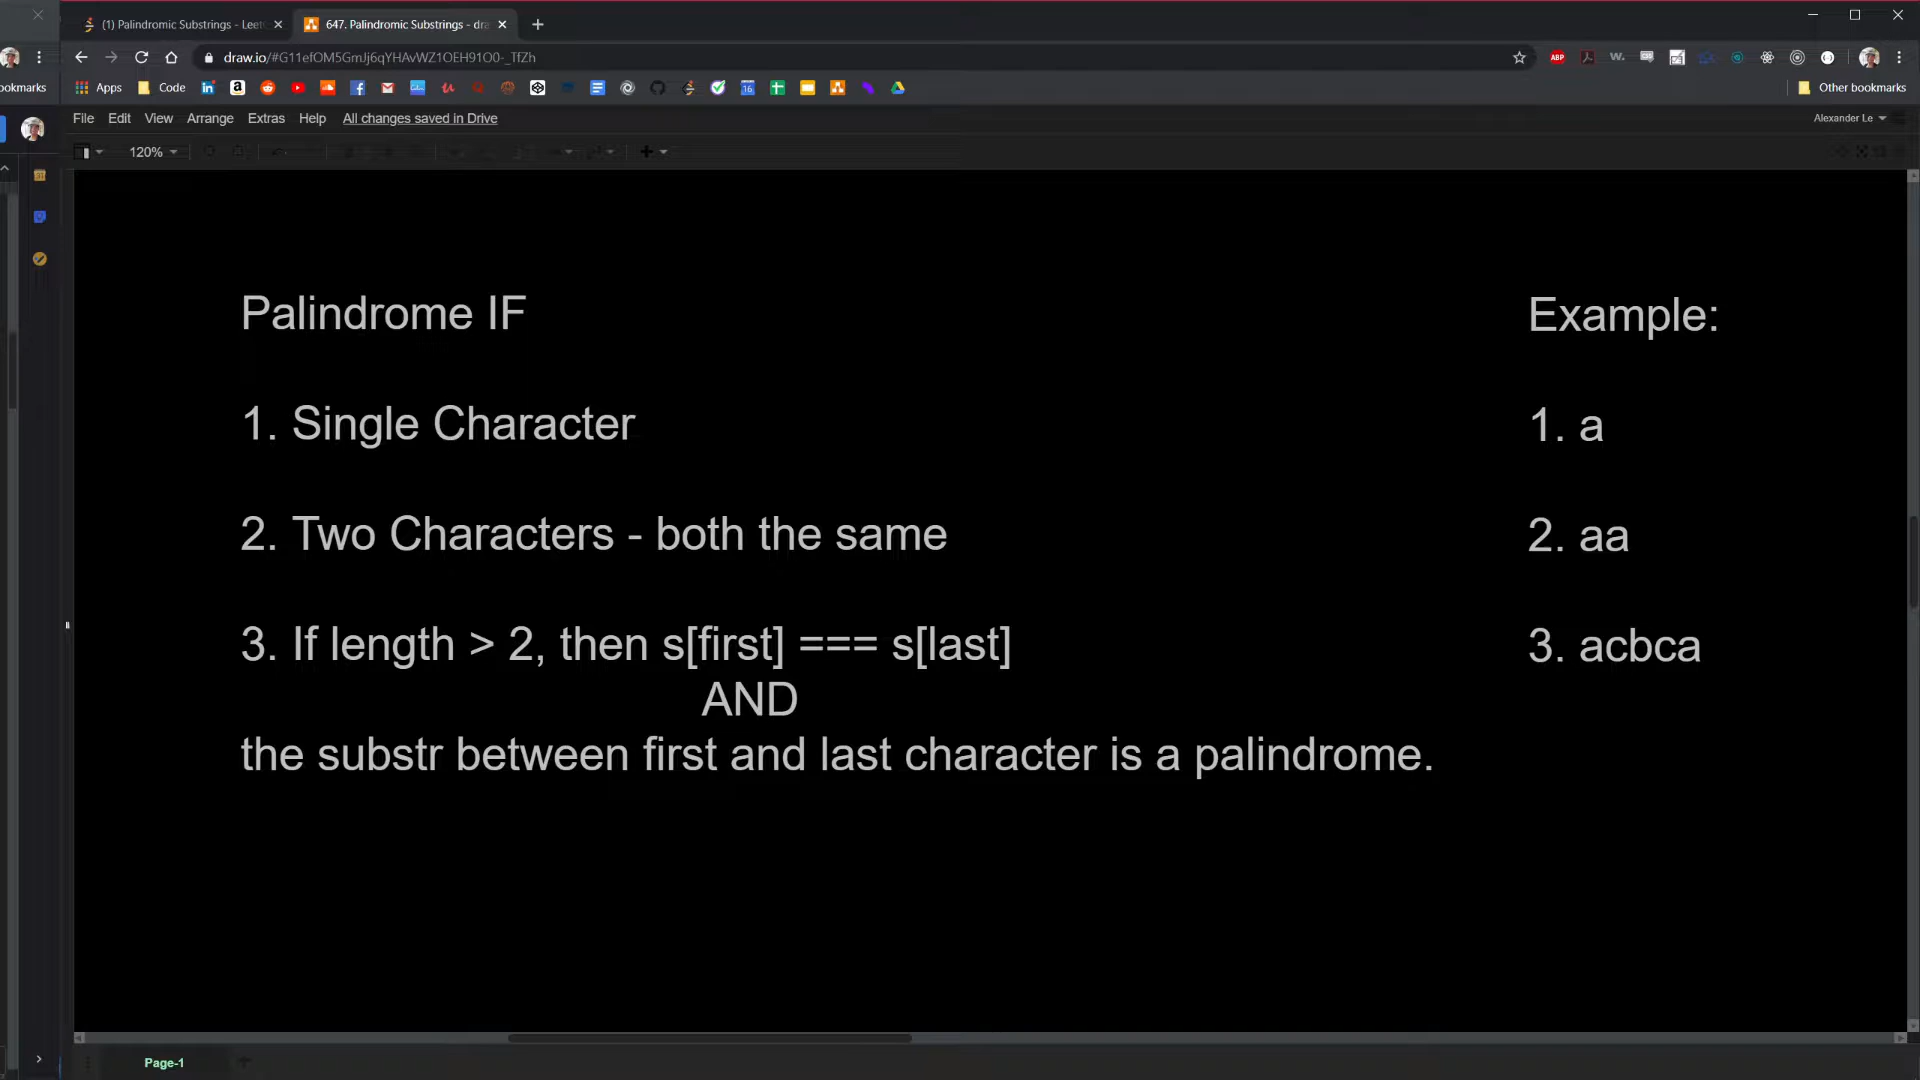 (1) Palindromic Substrings - Leet
647. Palindromic Substrings - dra
draw.io/#G11efOM5GmJj6qYHAvWZ1OEH91O0-_TfZh
ABP
ookmarks
Apps
Code
16
Other bookmarks
File Edit View Arrange Extras Help All changes saved in Drive
Alexander Le
120%
Palindrome IF
Example:
1. Single Character
1. a
2. Two Characters - both the same
2. aa
3. If length > 2, then s[first] === s[last]
3. acbca
AND
the substr between first and last character is a palindrome.
Page-1